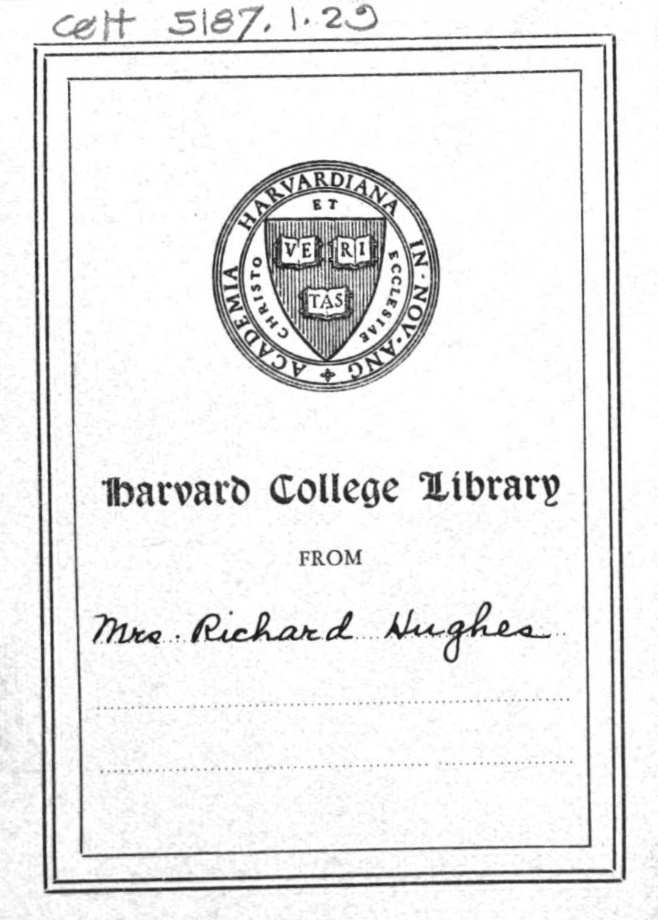 Celt 5187.1.29
ACADEMIA HARVARDIANA IN·NOV·ANG
CHRISTO ET ECCLESIAE
VE RI
TAS
Harvard College Library
FROM
Mrs. Richard Hughes